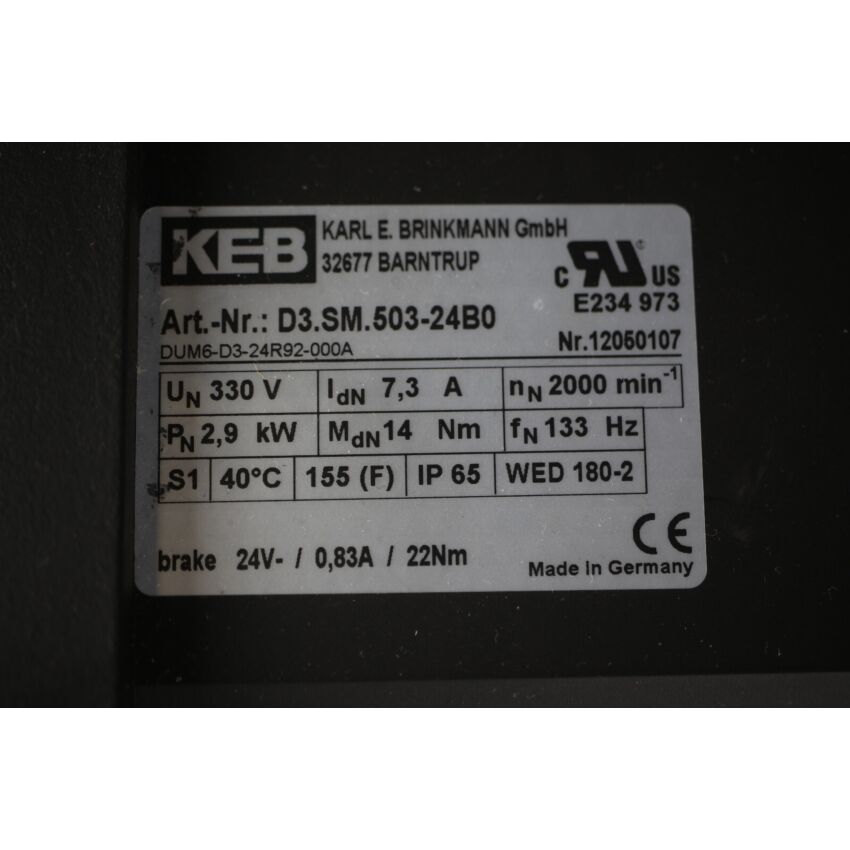 KEB KARL E. BRINKMANN GmbH
32677 BARNTRUP
C UR US
®
E234 973
Art.-Nr.: D3.SM.503-24B0
DUM6-D3-24R92-000A Nr.12050107
UN 330 V IdN 7,3 A nN 2000 min-1
PN 2,9 kW MdN 14 Nm fN 133 Hz
S1 40°C 155 (F) IP 65 WED 180-2
CE
brake 24V- / 0,83A / 22Nm
Made in Germany